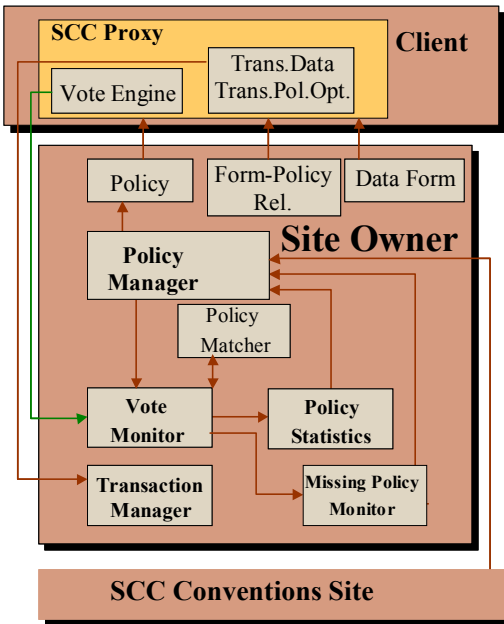 SCC Proxy
Client
Trans.Data
Trans.Pol.Opt.
Vote Engine
Policy
Form-Policy
Rel.
Data Form
Site Owner
Policy
Manager
Policy
Matcher
Vote
Monitor
Policy
Statistics
Transaction
Manager
Missing Policy
Monitor
SCC Conventions Site